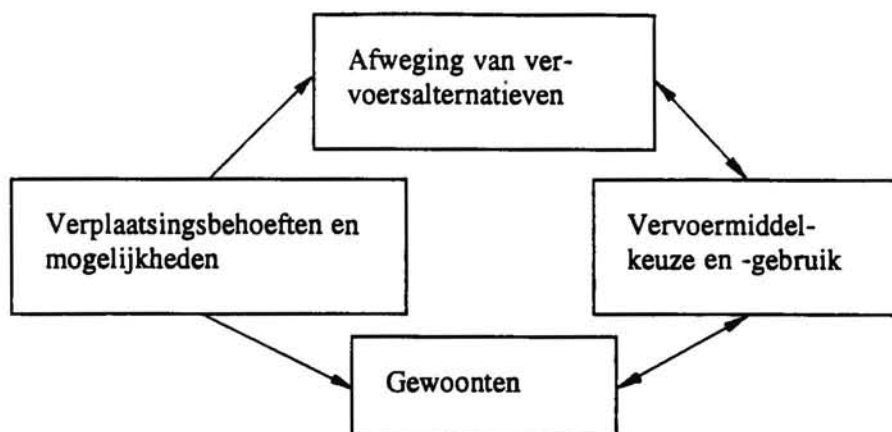 Afweging van ver-
voersalternatieven
Verplaatsingsbehoeften en
mogelijkheden
Vervoermiddel-
keuze en -gebruik
Gewoonten